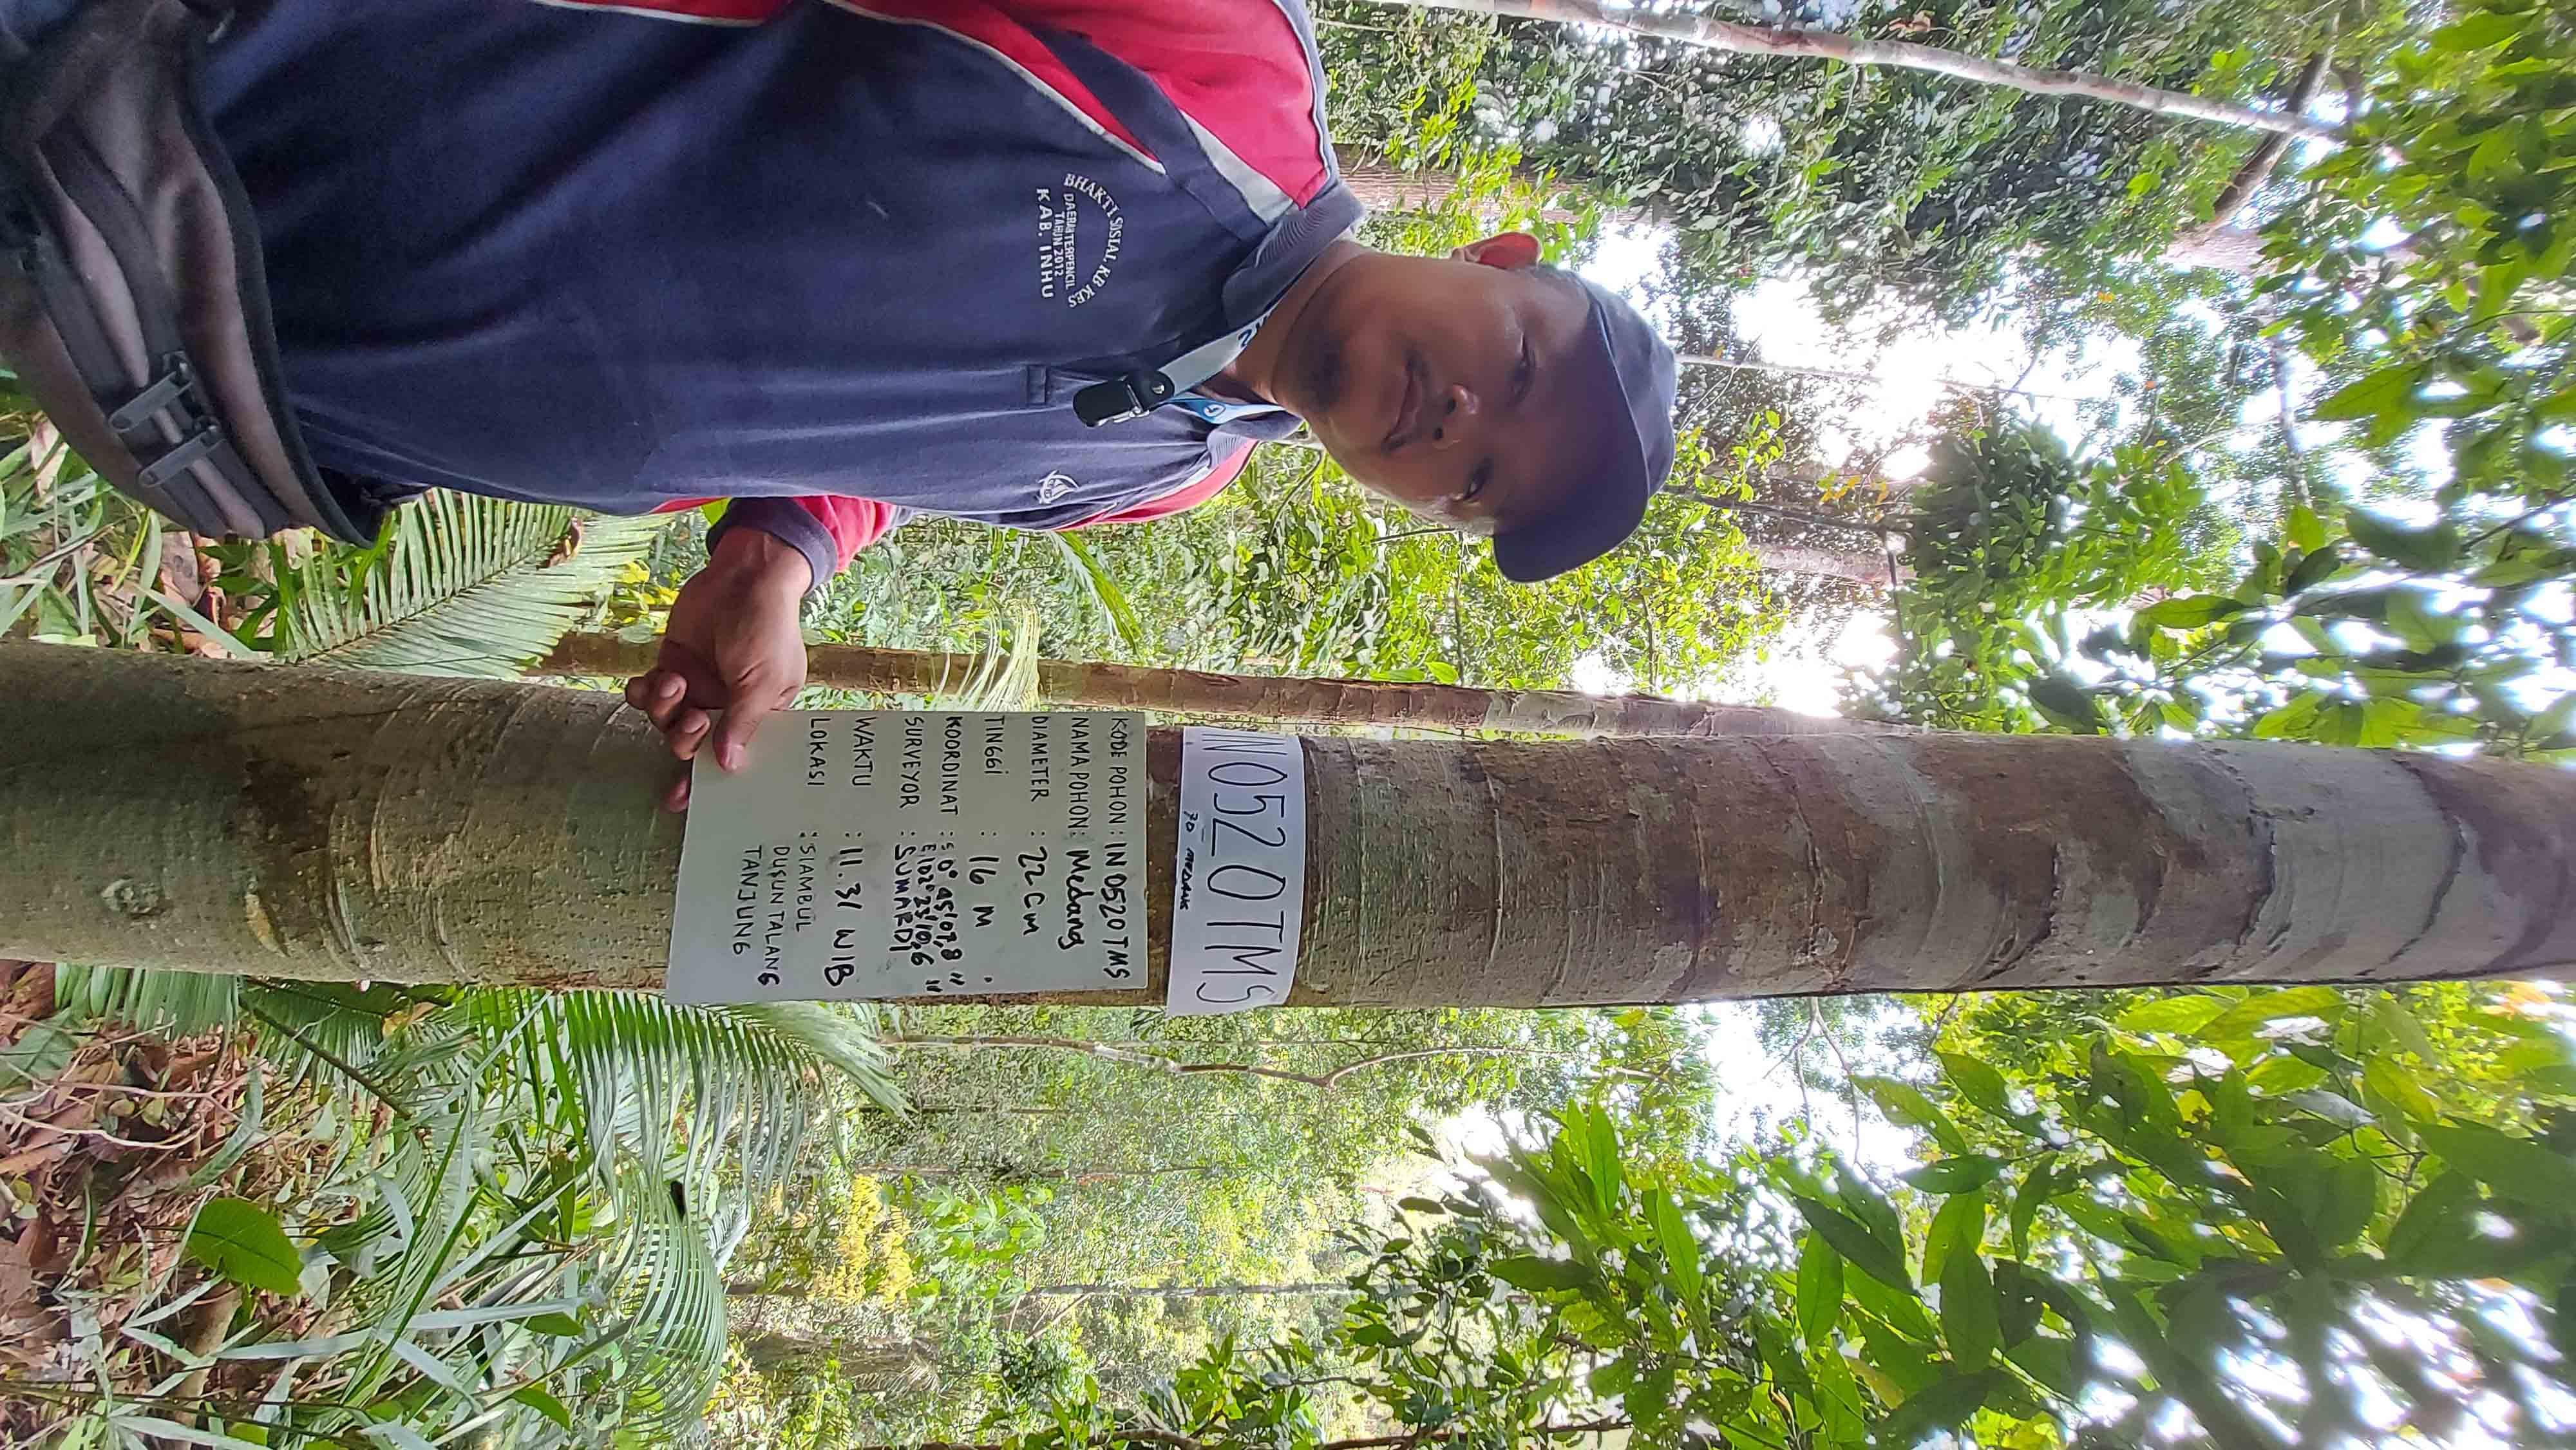 IN0520TMS
70 MEDANG
KODE POHON : IN 0520 TMS
NAMA POHON : Medang
DIAMETER : 22 Cm
TINGGi : 16 M
KOORDINAT : S 0° 45'07,8"
E 102° 23'10,6"
SURVEYOR : SUMARDI
WAKTU : 11.31 WIB
LOKASI : SIAMBUL
DUSUN TALANG
TANJUNG
BHAKTI SOSIAL KB KES
DAERAH TERPENCIL
TAHUN 2012
KAB. INHU